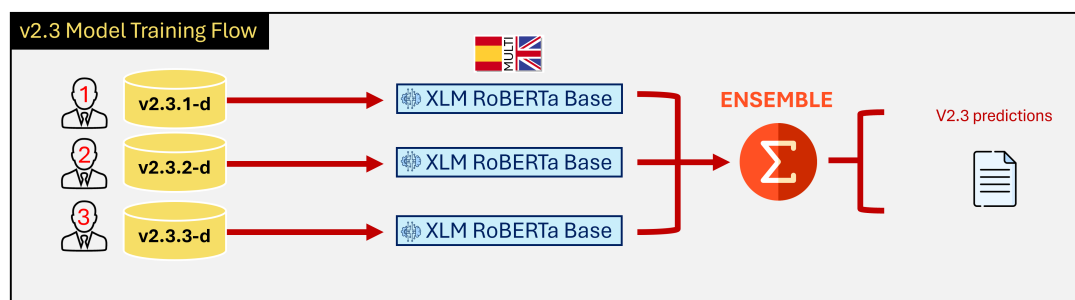 v2.3 Model Training Flow
MULTI
1
v2.3.1-d
XLM RoBERTa Base
ENSEMBLE
V2.3 predictions
2
v2.3.2-d
XLM RoBERTa Base
Σ
3
v2.3.3-d
XLM RoBERTa Base